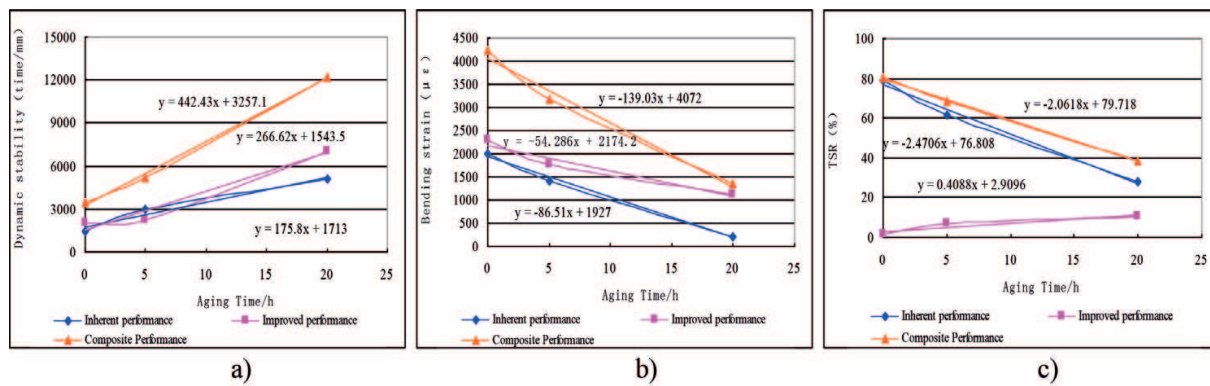 Dynamic stability (time/mm)
15000
12000
9000
6000
3000
0
y = 442.43x + 3257.1
y = 266.62x + 1543.5
y = 175.8x + 1713
0 5 10 15 20 25
Aging Time/h
Inherent performance
Improved performance
Composite Performance
a)
Bending strain (με)
4500
4000
3500
3000
2500
2000
1500
1000
500
0
y = -139.03x + 4072
y = -54.286x + 2174.2
y = -86.51x + 1927
0 5 10 15 20 25
Aging Time/h
Inherent performance
Improved performance
Composite Performance
b)
TSR (%)
100
80
60
40
20
0
y = -2.0618x + 79.718
y = -2.4706x + 76.808
y = 0.4088x + 2.9096
0 5 10 15 20 25
Aging Time/h
Inherent performance
Improved performance
Composite Performance
c)